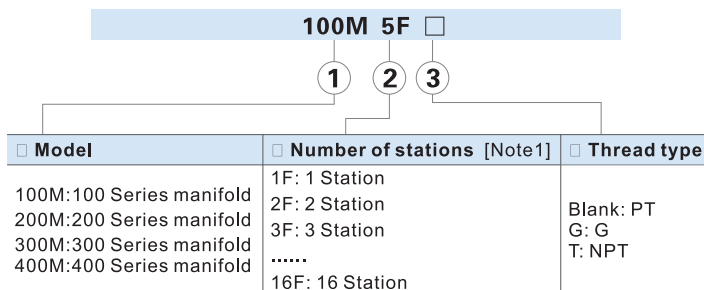 100M 5F □
1 2 3
□ Model
□ Number of stations [Note1]
□ Thread type
100M:100 Series manifold
200M:200 Series manifold
300M:300 Series manifold
400M:400 Series manifold
1F: 1 Station
2F: 2 Station
3F: 3 Station
......
16F: 16 Station
Blank: PT
G: G
T: NPT